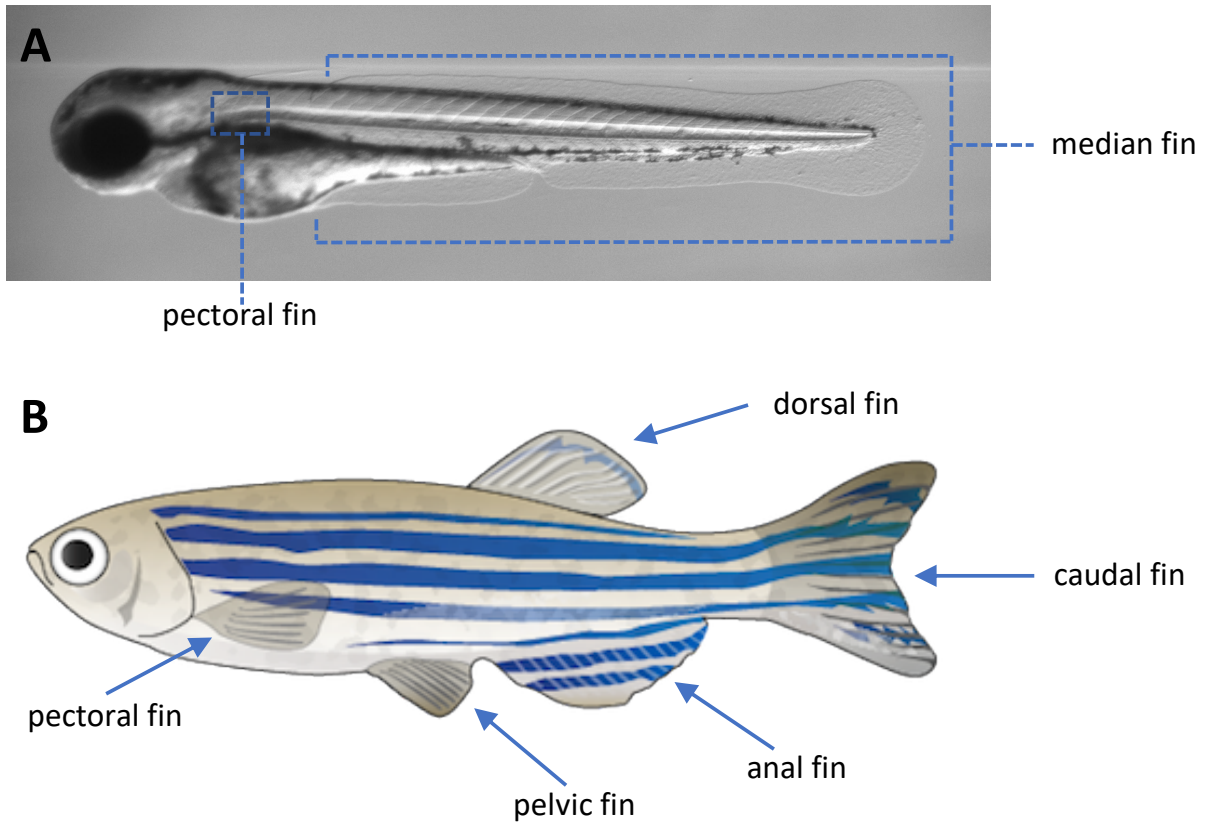 A
median fin
pectoral fin
B
dorsal fin
caudal fin
pectoral fin
anal fin
pelvic fin